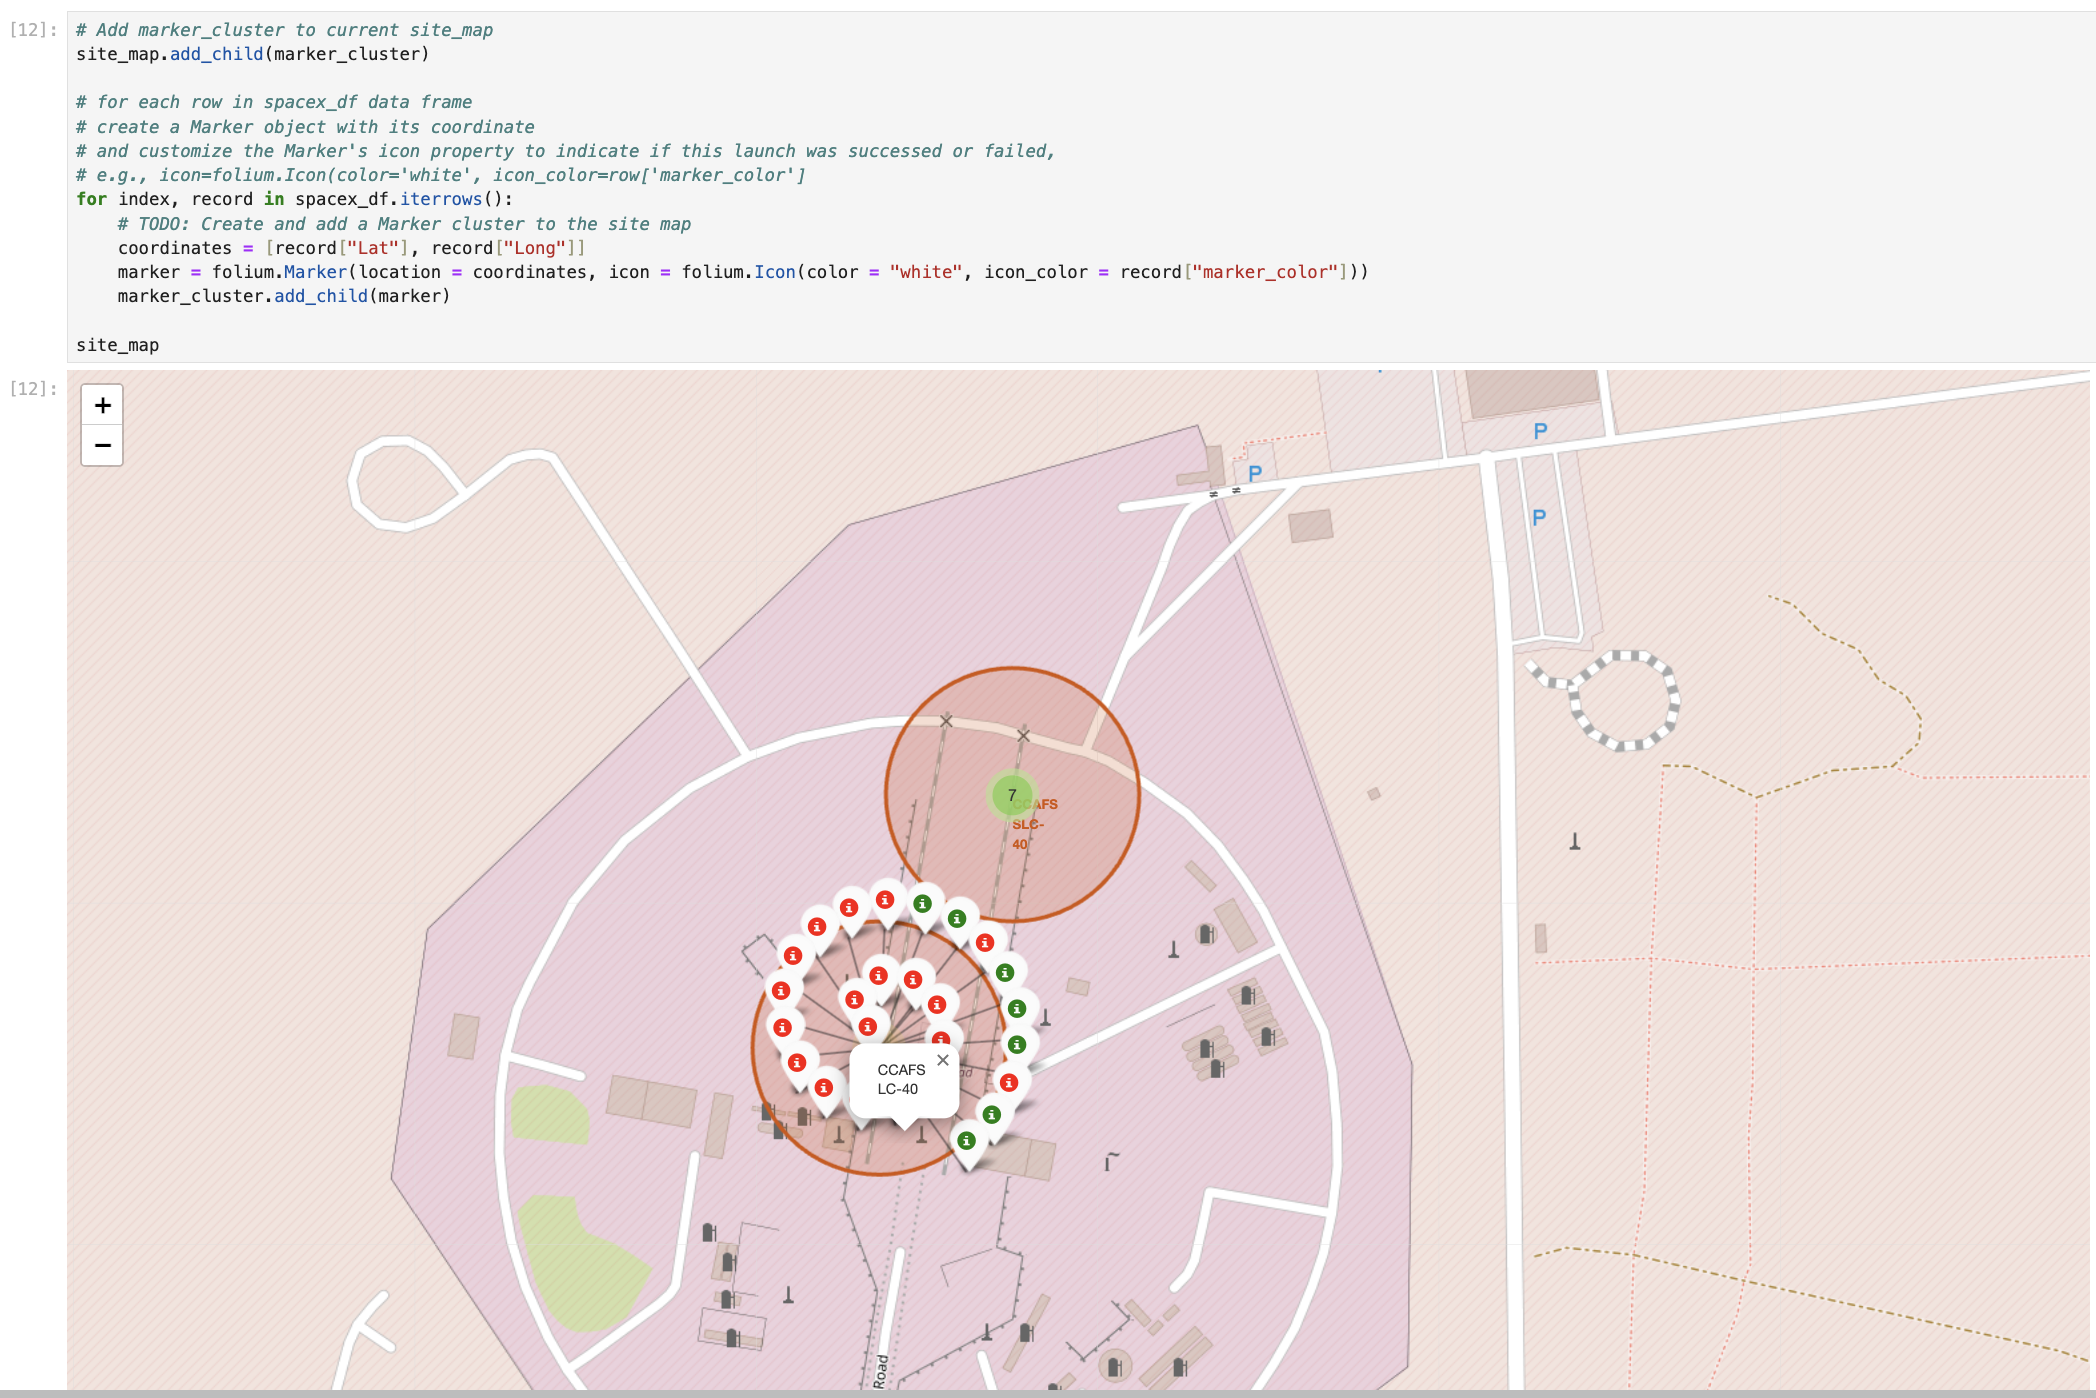 [12]:
# Add marker_cluster to current site_map
site_map.add_child(marker_cluster)
# for each row in spacex_df data frame
# create a Marker object with its coordinate
# and customize the Marker's icon property to indicate if this launch was successed or failed,
# e.g., icon=folium.Icon(color='white', icon_color=row['marker_color']
for index, record in spacex_df.iterrows():
    # TODO: Create and add a Marker cluster to the site map
    coordinates = [record["Lat"], record["Long"]]
    marker = folium.Marker(location = coordinates, icon = folium.Icon(color = "white", icon_color = record["marker_color"]))
    marker_cluster.add_child(marker)
site_map
[12]:
+
−
P
P
P
7
CCAFS
SLC-
40
CCAFS
LC-40
×
Road